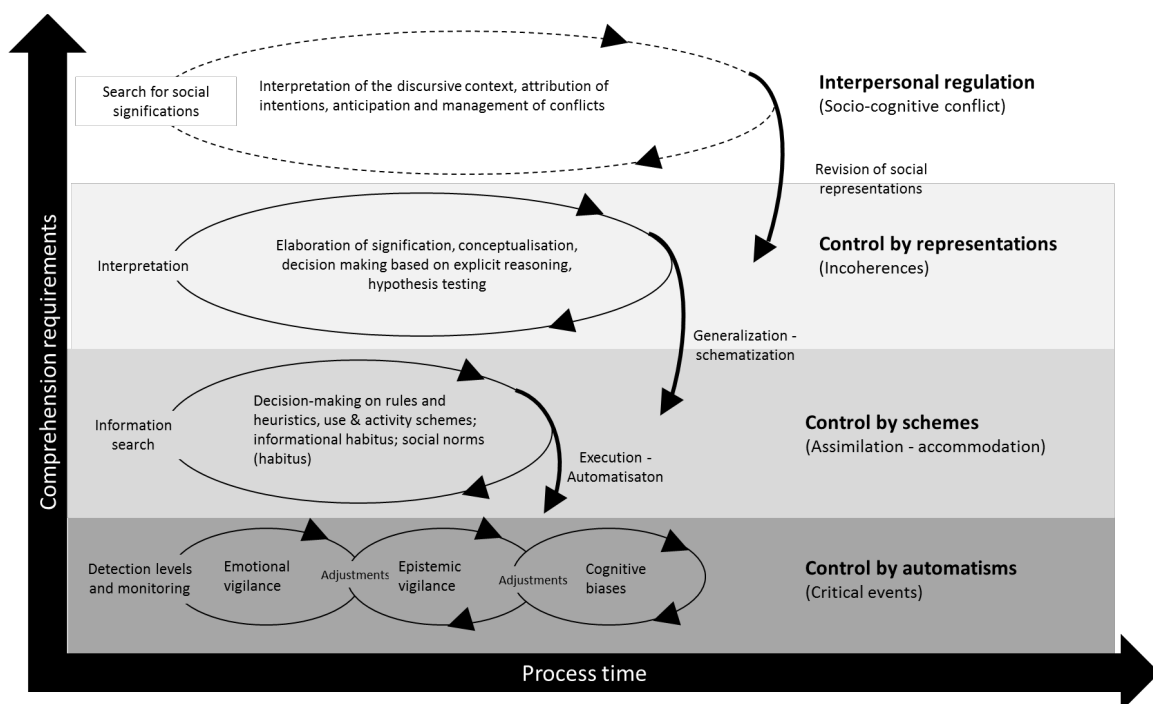 Comprehension requirements
Search for social
significations
Interpretation of the discursive context, attribution of
intentions, anticipation and management of conflicts
Interpersonal regulation
(Socio-cognitive conflict)
Revision of social
representations
Interpretation
Elaboration of signification, conceptualisation,
decision making based on explicit reasoning,
hypothesis testing
Control by representations
(Incoherences)
Generalization -
schematization
Information
search
Decision-making on rules and
heuristics, use & activity schemes;
informational habitus; social norms
(habitus)
Control by schemes
(Assimilation - accommodation)
Execution -
Automatisaton
Detection levels
and monitoring
Emotional
vigilance
Adjustments
Epistemic
vigilance
Adjustments
Cognitive
biases
Control by automatisms
(Critical events)
Process time